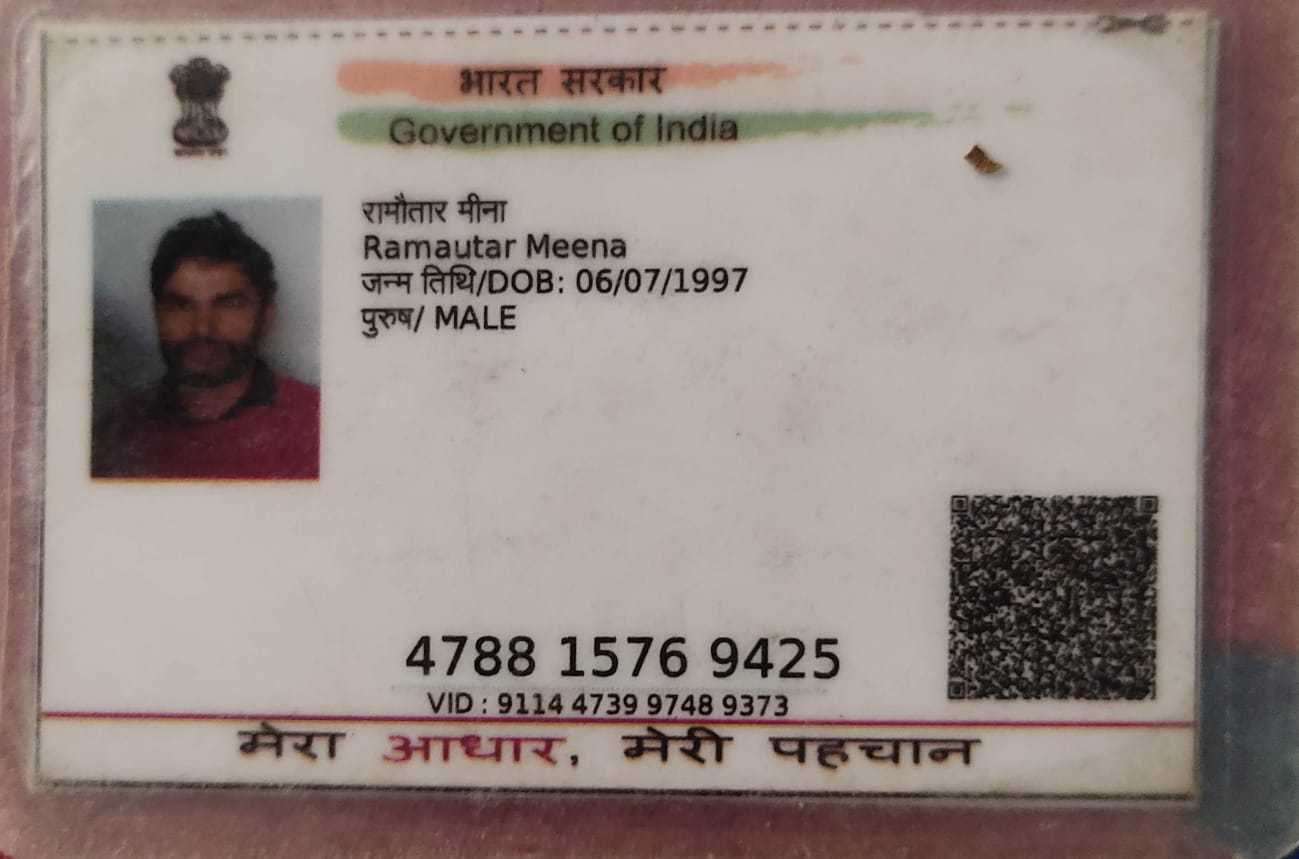 भारत सरकार
Government of India
रामौतार मीना
Ramautar Meena
जन्म तिथि/DOB: 06/07/1997
पुरुष/ MALE
4788 1576 9425
VID : 9114 4739 9748 9373
मेरा आधार, मेरी पहचान